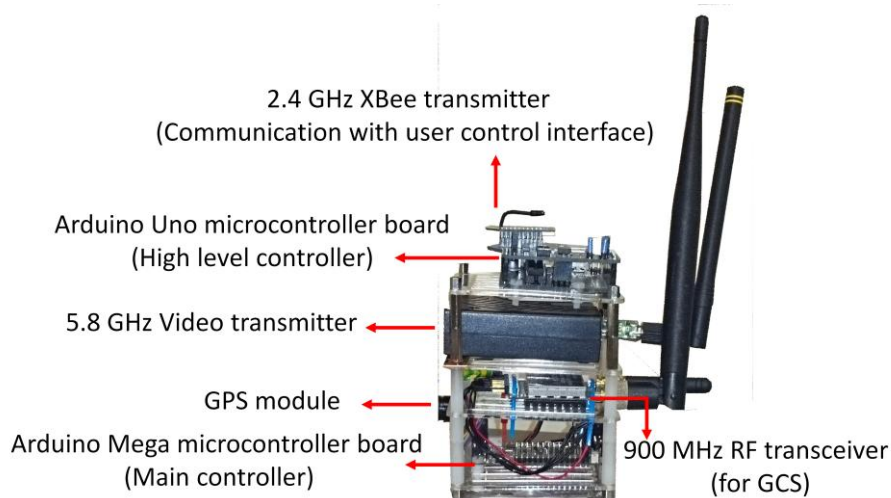 2.4 GHz XBee transmitter
(Communication with user control interface)
Arduino Uno microcontroller board
(High level controller)
5.8 GHz Video transmitter
GPS module
Arduino Mega microcontroller board
(Main controller)
900 MHz RF transceiver
(for GCS)